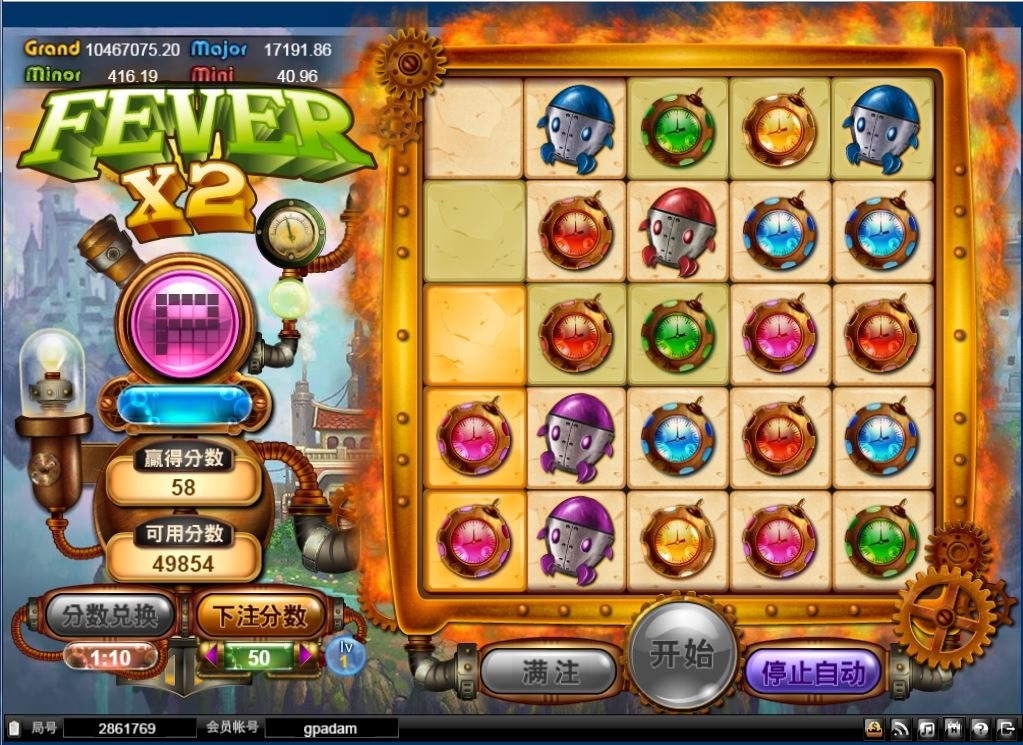 Grand 10467075.20 Major 17191.86
Minor 416.19 Mini 40.96
FEVER
X2
赢得分数
58
可用分数
49854
分数兑换 下注分数
1:10 50 lv 1
满注 开始 停止自动
局号 2861769 会员帐号 gpadam